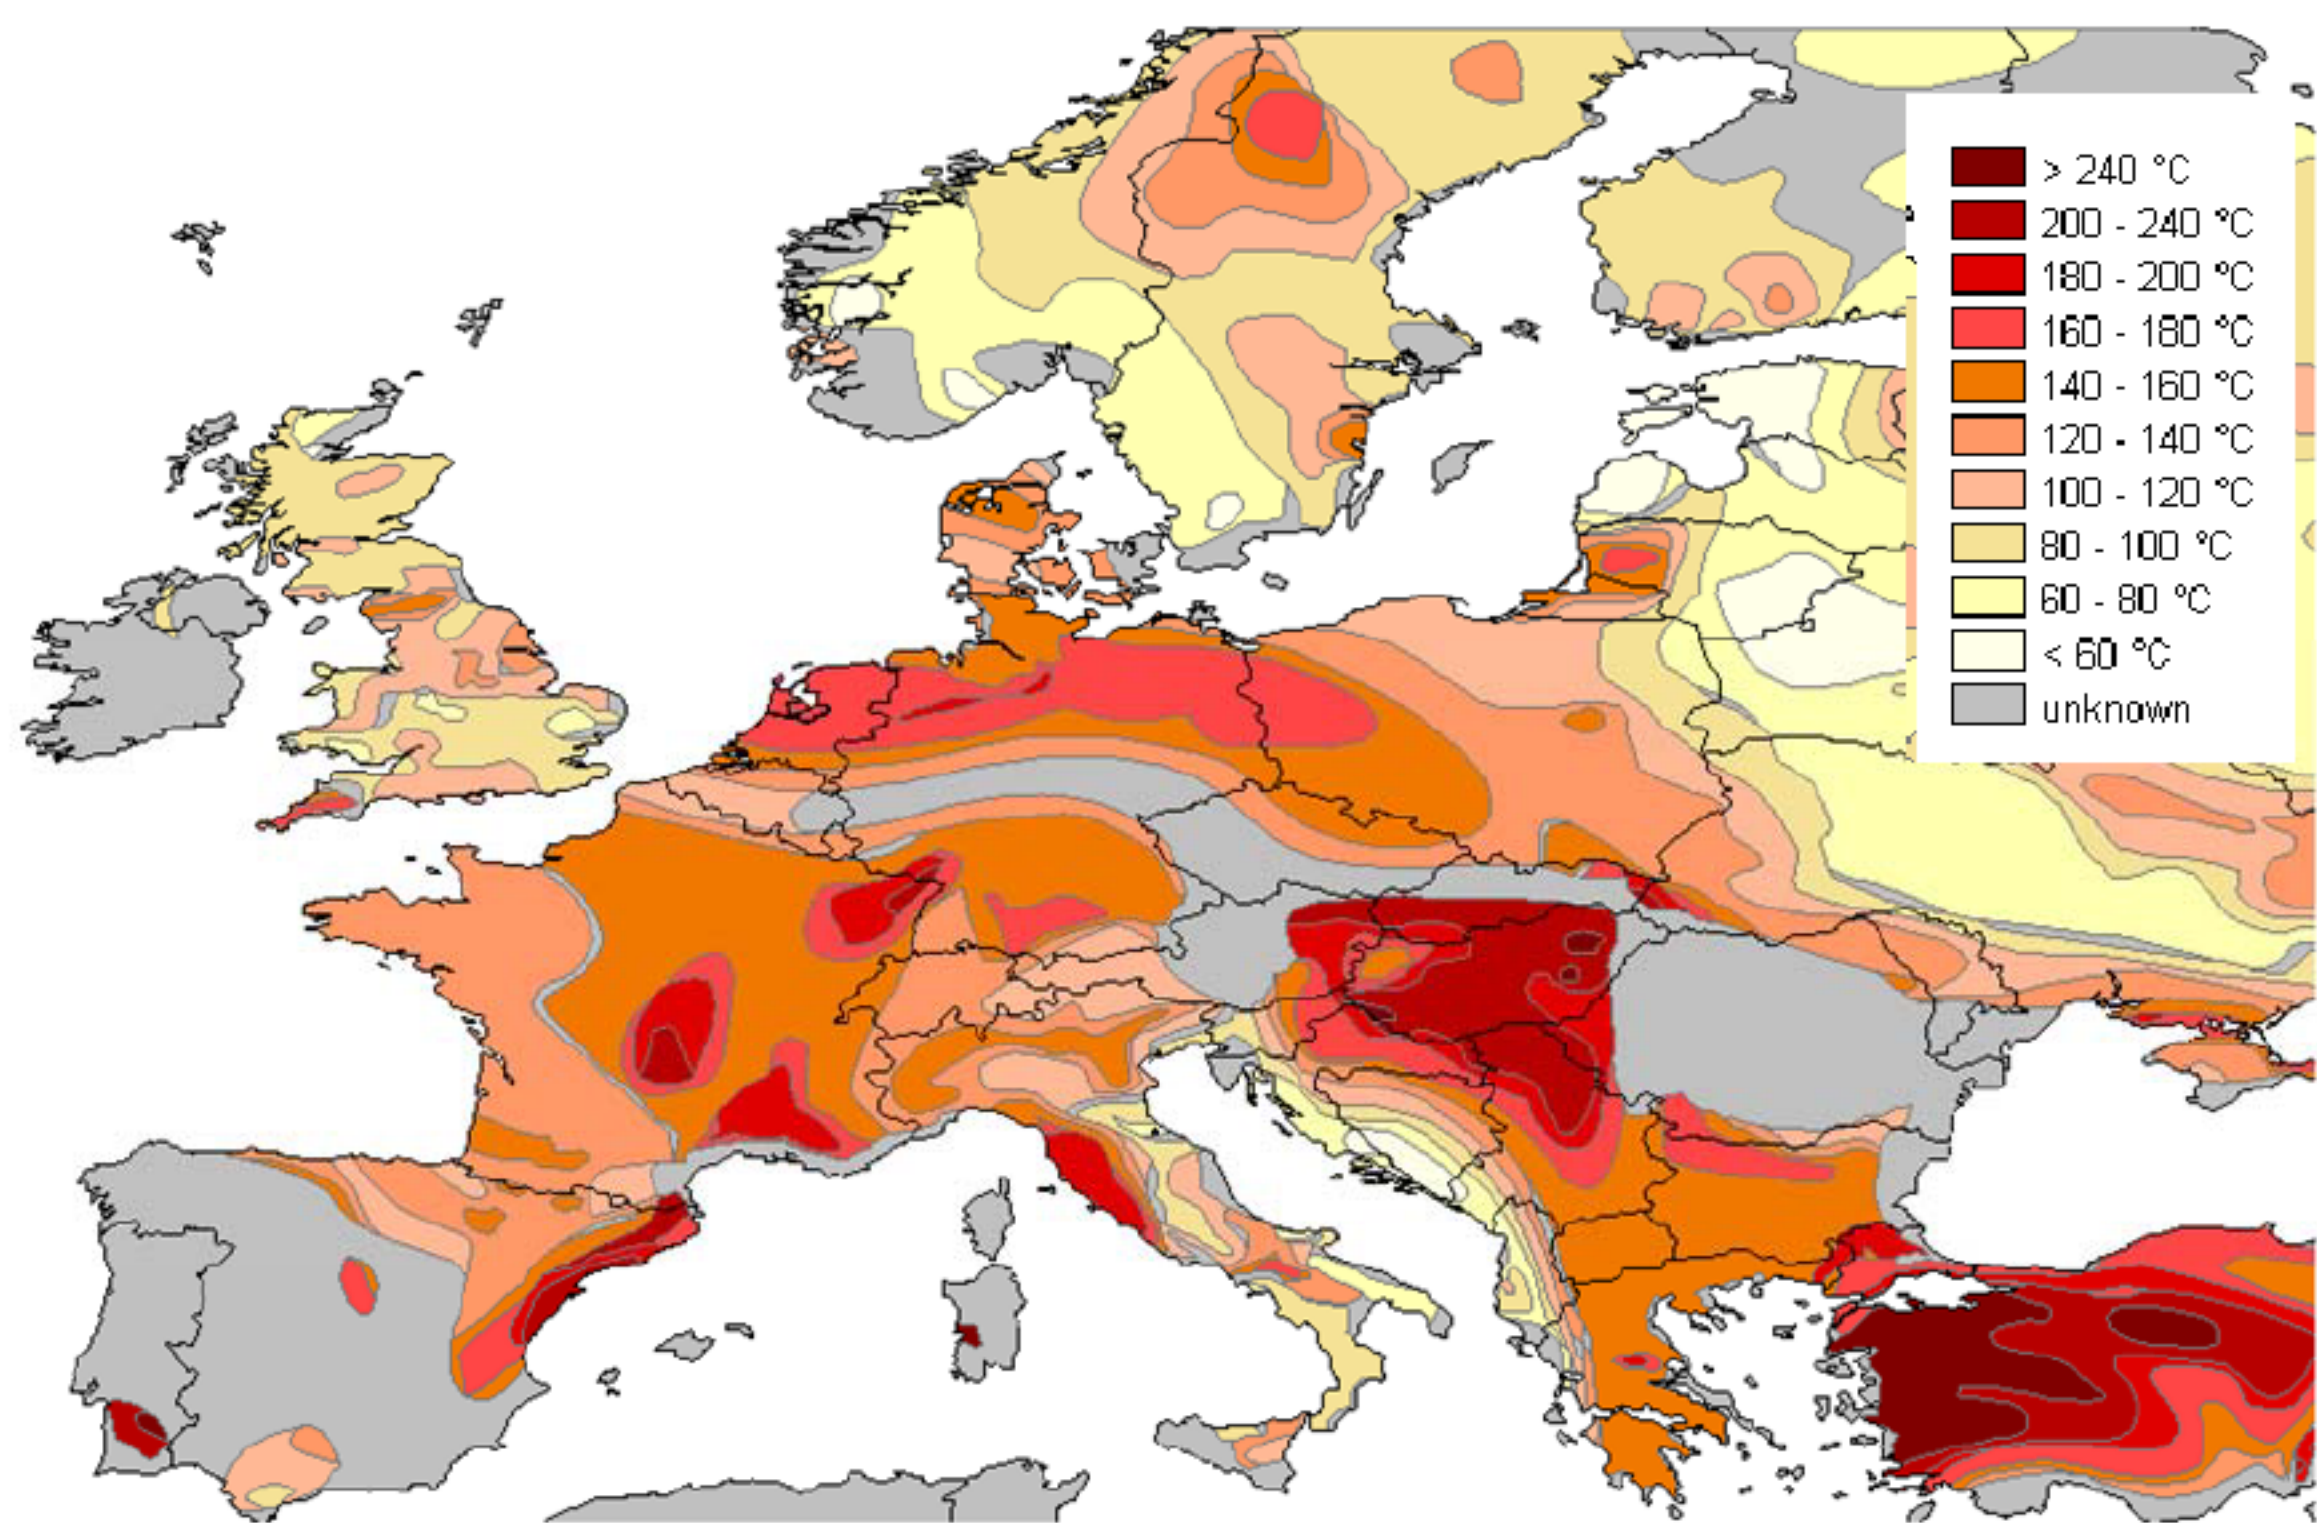 > 240 °C
200 - 240 °C
180 - 200 °C
160 - 180 °C
140 - 160 °C
120 - 140 °C
100 - 120 °C
80 - 100 °C
60 - 80 °C
< 60 °C
unknown